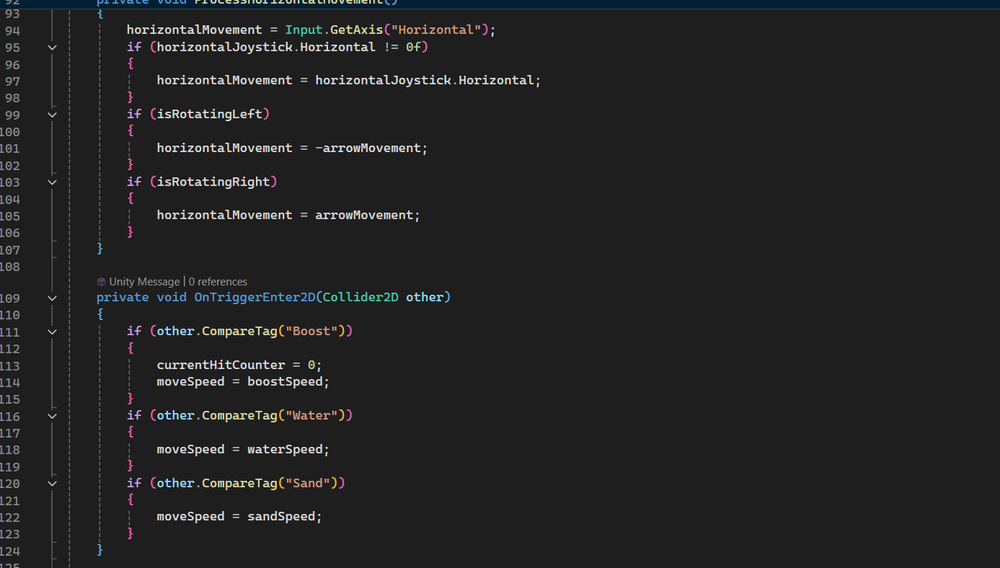 92 private void ProcessHorizontalMovement()
93 {
94 horizontalMovement = Input.GetAxis("Horizontal");
95 if (horizontalJoystick.Horizontal != 0f)
96 {
97 horizontalMovement = horizontalJoystick.Horizontal;
98 }
99 if (isRotatingLeft)
100 {
101 horizontalMovement = -arrowMovement;
102 }
103 if (isRotatingRight)
104 {
105 horizontalMovement = arrowMovement;
106 }
107 }
108
Unity Message | 0 references
109 private void OnTriggerEnter2D(Collider2D other)
110 {
111 if (other.CompareTag("Boost"))
112 {
113 currentHitCounter = 0;
114 moveSpeed = boostSpeed;
115 }
116 if (other.CompareTag("Water"))
117 {
118 moveSpeed = waterSpeed;
119 }
120 if (other.CompareTag("Sand"))
121 {
122 moveSpeed = sandSpeed;
123 }
124 }
125